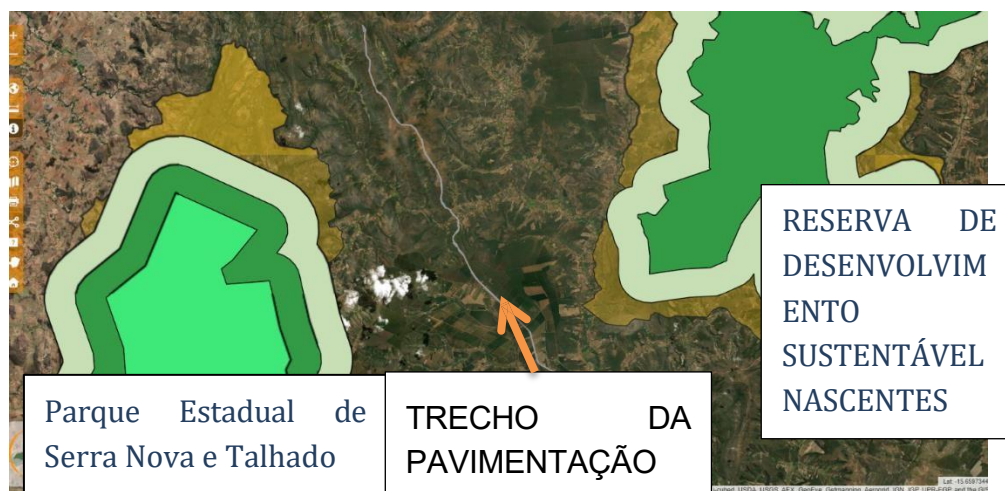 RESERVA DE
DESENVOLVIM
ENTO
SUSTENTÁVEL
NASCENTES
Parque Estadual de
Serra Nova e Talhado
TRECHO DA
PAVIMENTAÇÃO